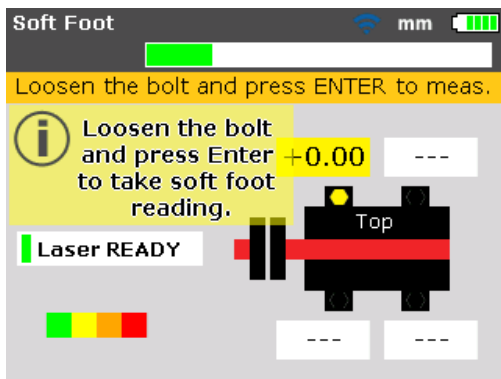 Soft Foot mm
Loosen the bolt and press ENTER to meas.
Loosen the bolt
and press Enter
to take soft foot
reading.
+0.00 ---
Top
Laser READY
--- ---